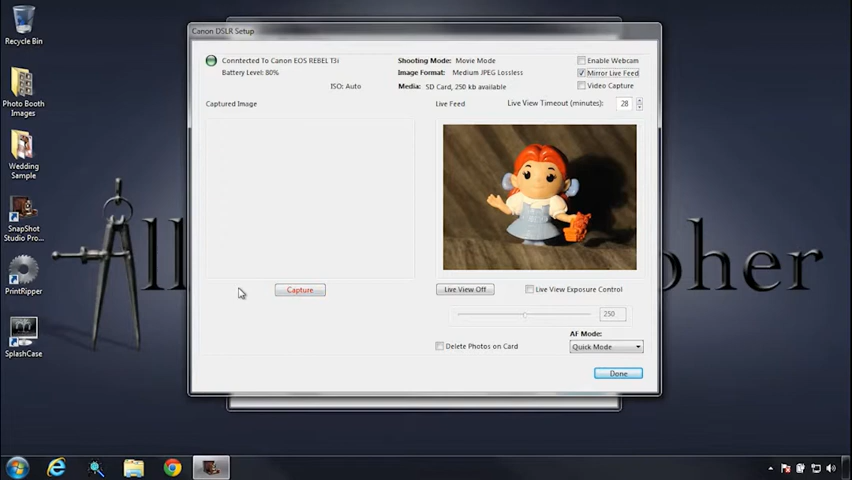 Recycle Bin
Photo Booth
Images
Wedding
Sample
SnapShot
Studio Pro...
PrintRipper
SplashCase
Canon DSLR Setup
Conntected To Canon EOS REBEL T3i
Battery Level: 80%
ISO: Auto
Shooting Mode: Movie Mode
Image Format: Medium JPEG Lossless
Media: SD Card, 250 kb available
Enable Webcam
Mirror Live Feed
Video Capture
Captured Image
Live Feed
Live View Timeout (minutes): 28
Capture
Live View Off
Live View Exposure Control
250
AF Mode:
Delete Photos on Card
Quick Mode
Done